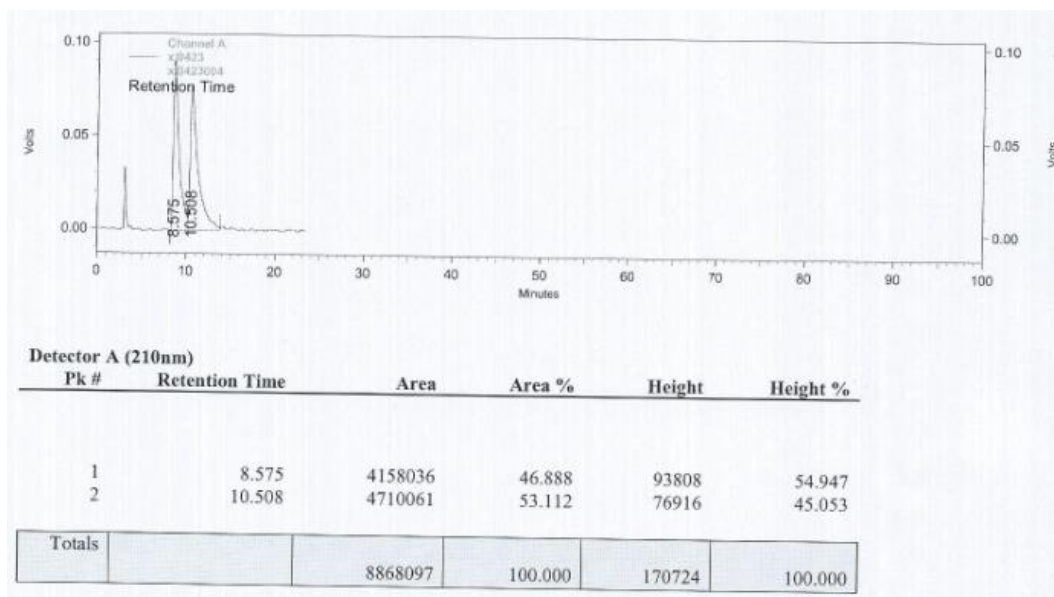 0.10
Channel A
xj0423
xj0423004
Retention Time
0.10
Volts
0.05
0.05
Volts
8.575
10.508
0.00
0.00
0 10 20 30 40 50 60 70 80 90 100
Minutes
Detector A (210nm)
Pk # Retention Time Area Area % Height Height %
1 8.575 4158036 46.888 93808 54.947
2 10.508 4710061 53.112 76916 45.053
Totals
8868097 100.000 170724 100.000